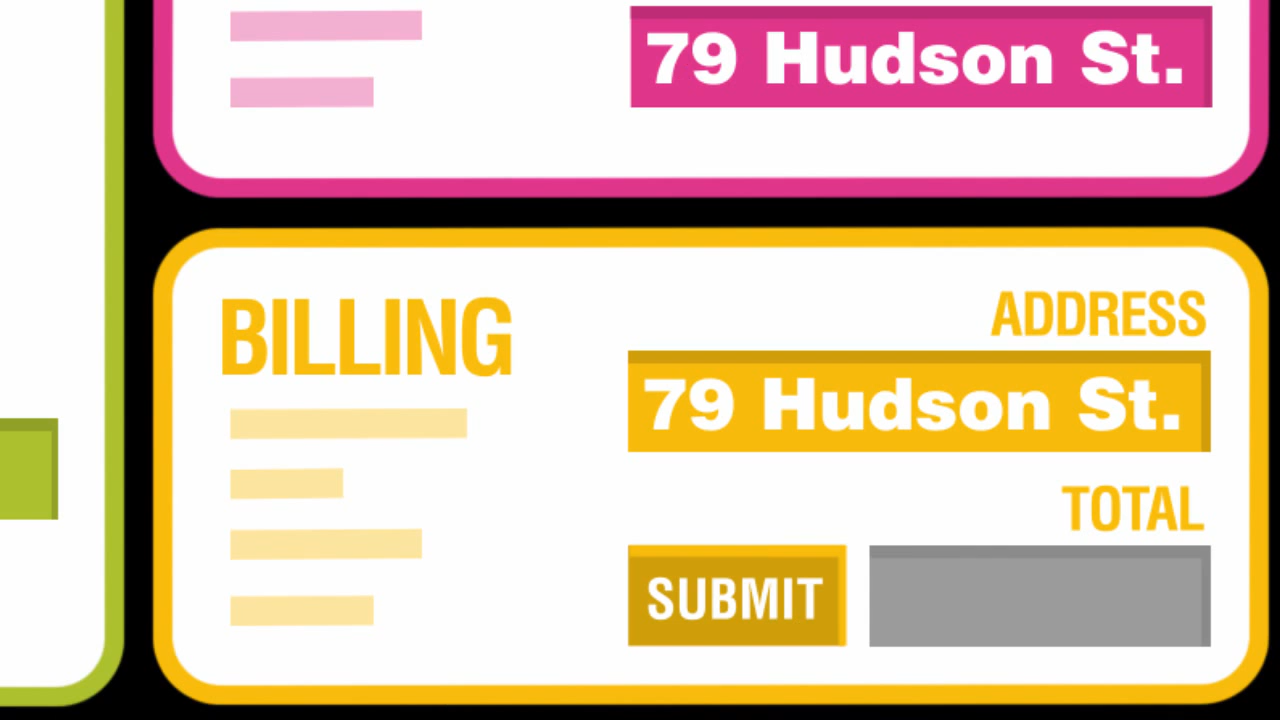 79 Hudson St.
BILLING
ADDRESS
79 Hudson St.
TOTAL
SUBMIT